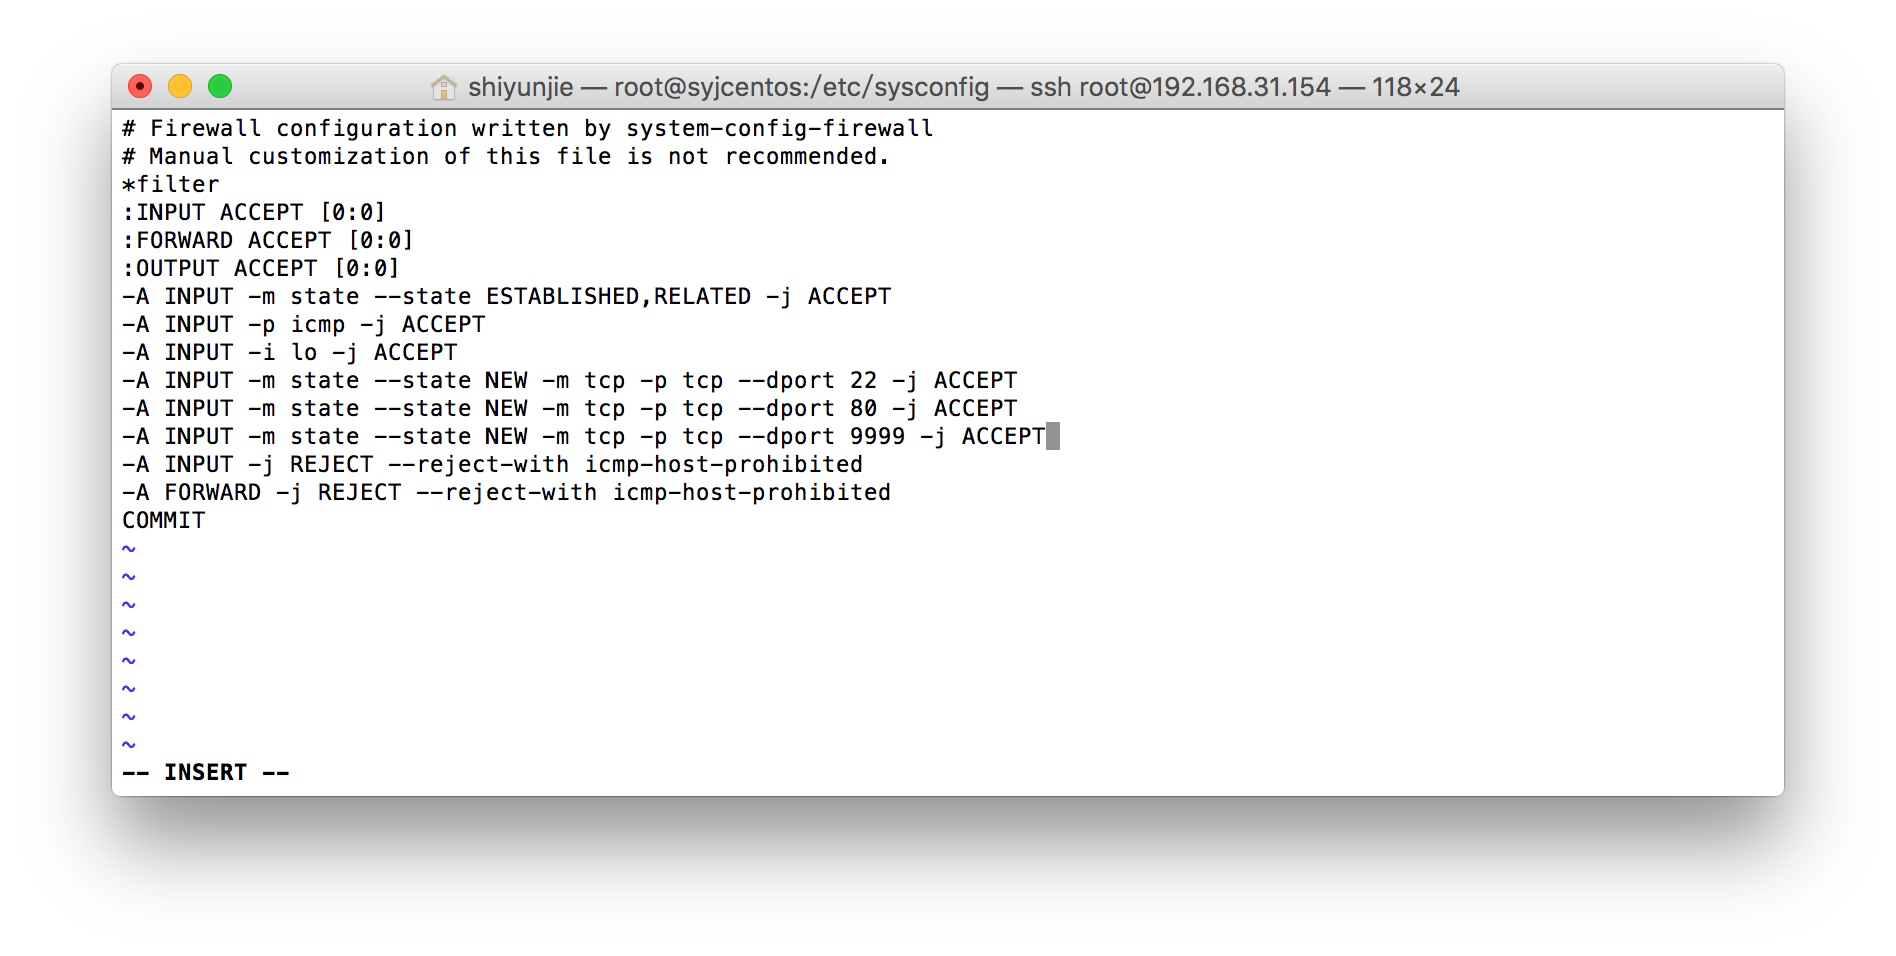 shiyunjie — root@syjcentos:/etc/sysconfig — ssh root@192.168.31.154 — 118×24
# Firewall configuration written by system-config-firewall
# Manual customization of this file is not recommended.
*filter
:INPUT ACCEPT [0:0]
:FORWARD ACCEPT [0:0]
:OUTPUT ACCEPT [0:0]
-A INPUT -m state --state ESTABLISHED,RELATED -j ACCEPT
-A INPUT -p icmp -j ACCEPT
-A INPUT -i lo -j ACCEPT
-A INPUT -m state --state NEW -m tcp -p tcp --dport 22 -j ACCEPT
-A INPUT -m state --state NEW -m tcp -p tcp --dport 80 -j ACCEPT
-A INPUT -m state --state NEW -m tcp -p tcp --dport 9999 -j ACCEPT
-A INPUT -j REJECT --reject-with icmp-host-prohibited
-A FORWARD -j REJECT --reject-with icmp-host-prohibited
COMMIT
~
~
~
~
~
~
~
~
-- INSERT --